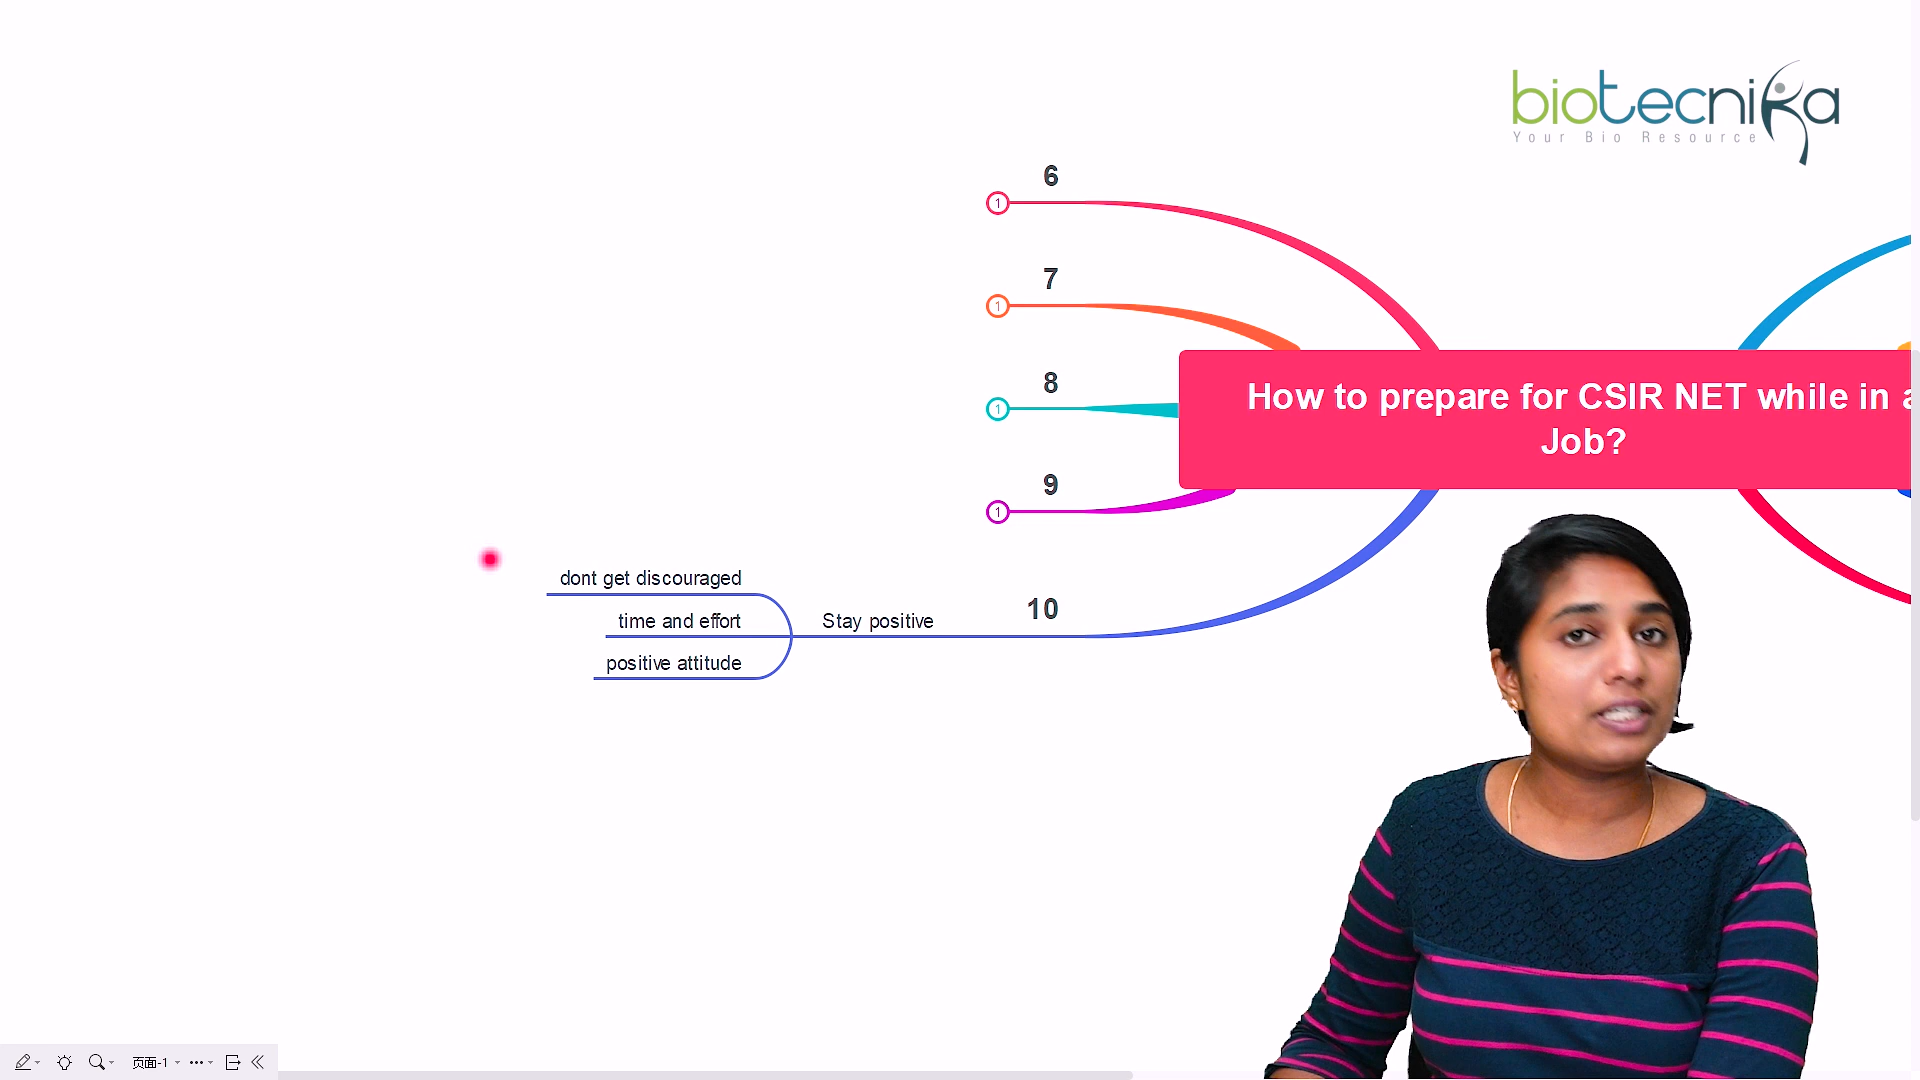 biotecnika
Your Bio Resource
6
1
7
1
8
1
How to prepare for CSIR NET while in a
Job?
9
1
dont get discouraged
time and effort
positive attitude
Stay positive
10
页面-1